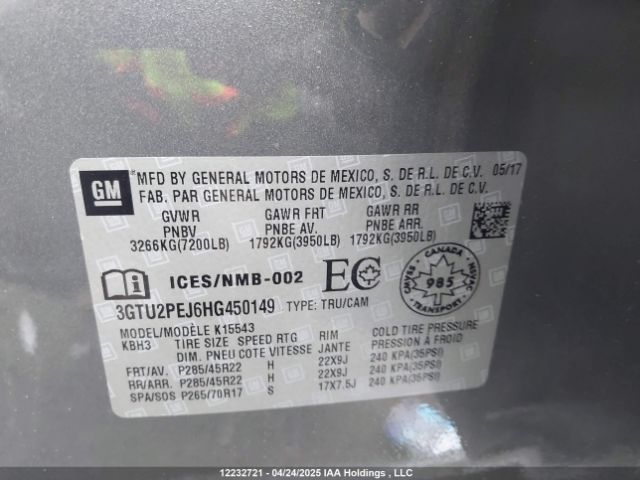 GM
*MFD BY GENERAL MOTORS DE MEXICO, S. DE R.L. DE C.V. 05/17
FAB. PAR GENERAL MOTORS DE MEXICO, S. DE R.L. DE C.V.
GVWR GAWR FRT GAWR RR
PNBV PNBE AV. PNBE ARR.
3266KG(7200LB) 1792KG(3950LB) 1792KG(3950LB)
ICES/NMB-002 EC
CANADA
CMVSS 985 NSVAC
TRANSPORT
3GTU2PEJ6HG450149 TYPE: TRU/CAM
MODEL/MODÈLE K15543
KBH3 TIRE SIZE SPEED RTG RIM COLD TIRE PRESSURE
DIM. PNEU COTE VITESSE JANTE PRESSION À FROID
FRT/AV. P285/45R22 H 22X9J 240 KPA(35PSI)
RR/ARR. P285/45R22 H 22X9J 240 KPA(35PSI)
SPA/SOS P265/70R17 S 17X7.5J 240 KPA(35PSI)
12232721 - 04/24/2025 IAA Holdings , LLC